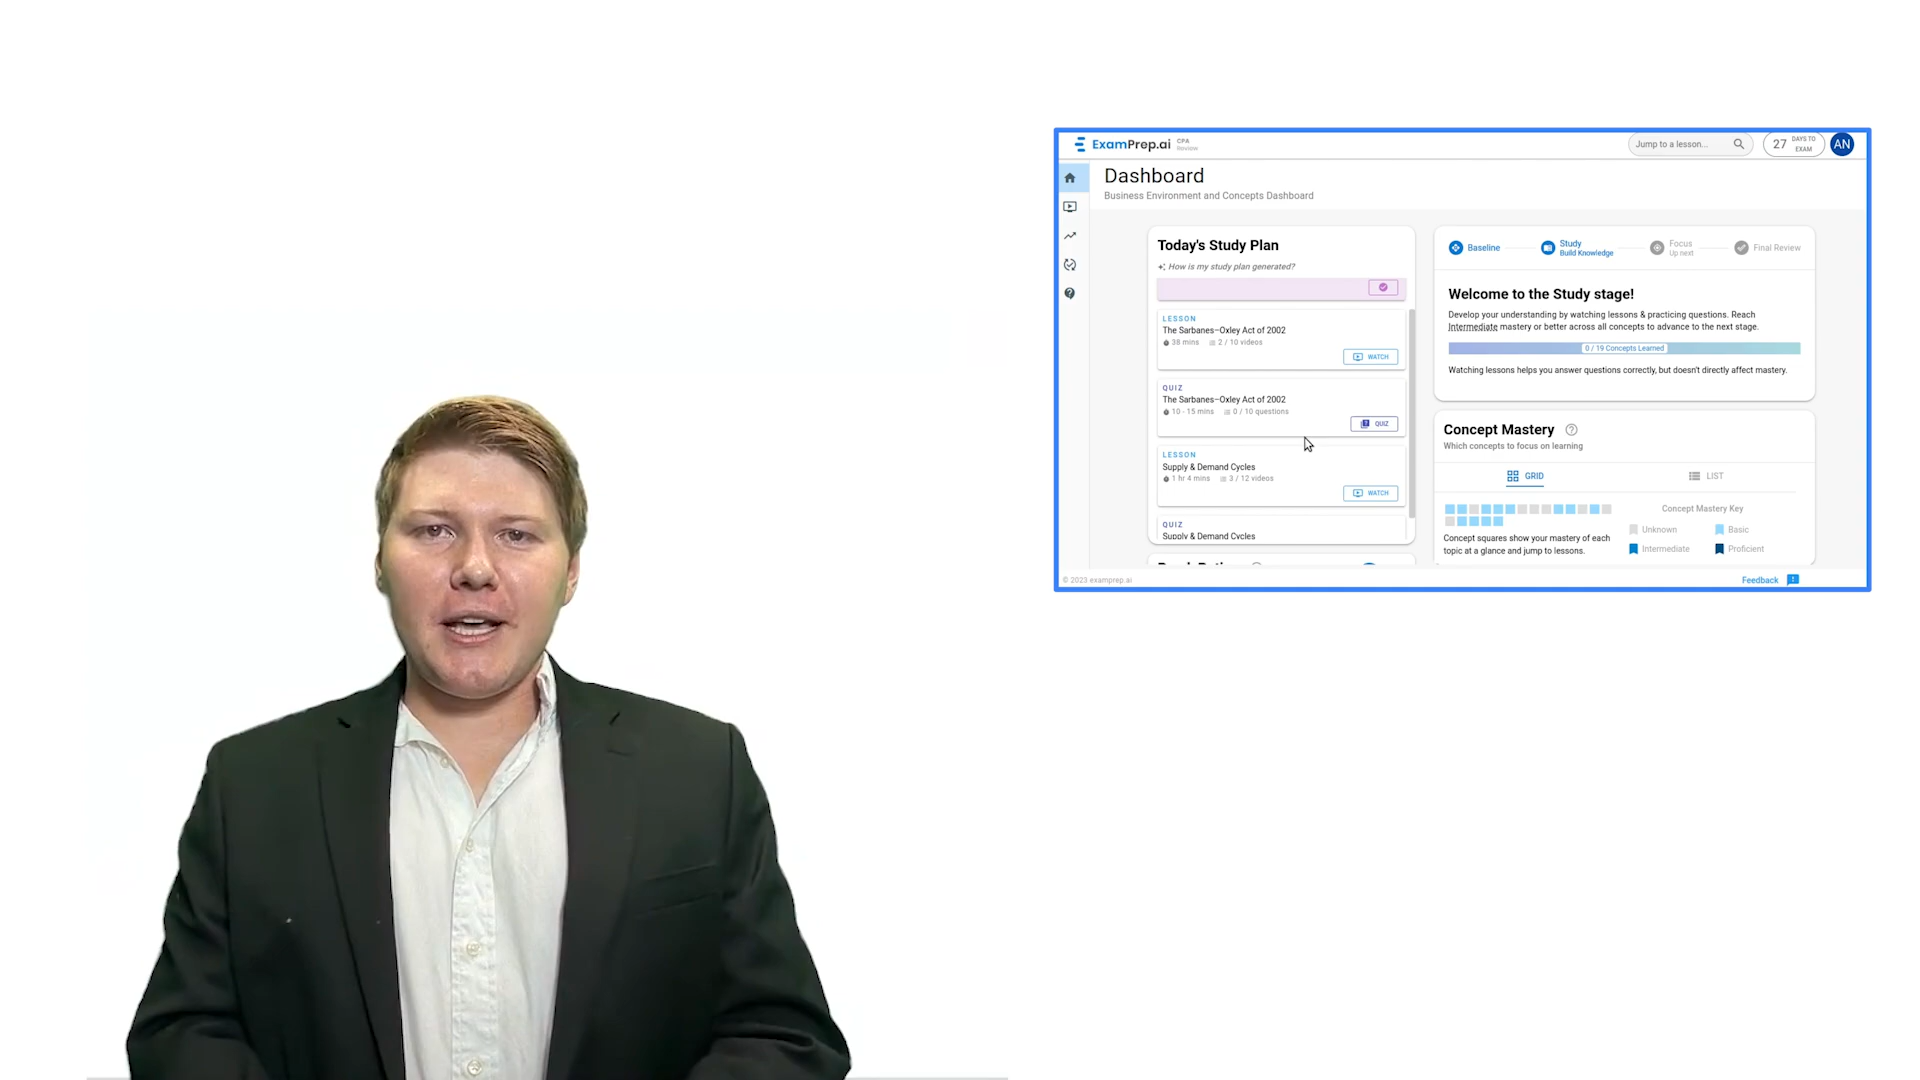 ExamPrep.ai CPA Review
Jump to a lesson...
27 DAYS TO EXAM
AN
Dashboard
Business Environment and Concepts Dashboard
Today's Study Plan
How is my study plan generated?
LESSON
The Sarbanes–Oxley Act of 2002
38 mins 2 / 10 videos
WATCH
QUIZ
The Sarbanes–Oxley Act of 2002
10 - 15 mins 0 / 10 questions
QUIZ
LESSON
Supply & Demand Cycles
1 hr 4 mins 3 / 12 videos
WATCH
QUIZ
Supply & Demand Cycles
Baseline
Study
Build Knowledge
Focus
Up next
Final Review
Welcome to the Study stage!
Develop your understanding by watching lessons & practicing questions. Reach
Intermediate mastery or better across all concepts to advance to the next stage.
0 / 19 Concepts Learned
Watching lessons helps you answer questions correctly, but doesn't directly affect mastery.
Concept Mastery
Which concepts to focus on learning
GRID
LIST
Concept squares show your mastery of each
topic at a glance and jump to lessons.
Concept Mastery Key
Unknown
Basic
Intermediate
Proficient
© 2023 examprep.ai
Feedback